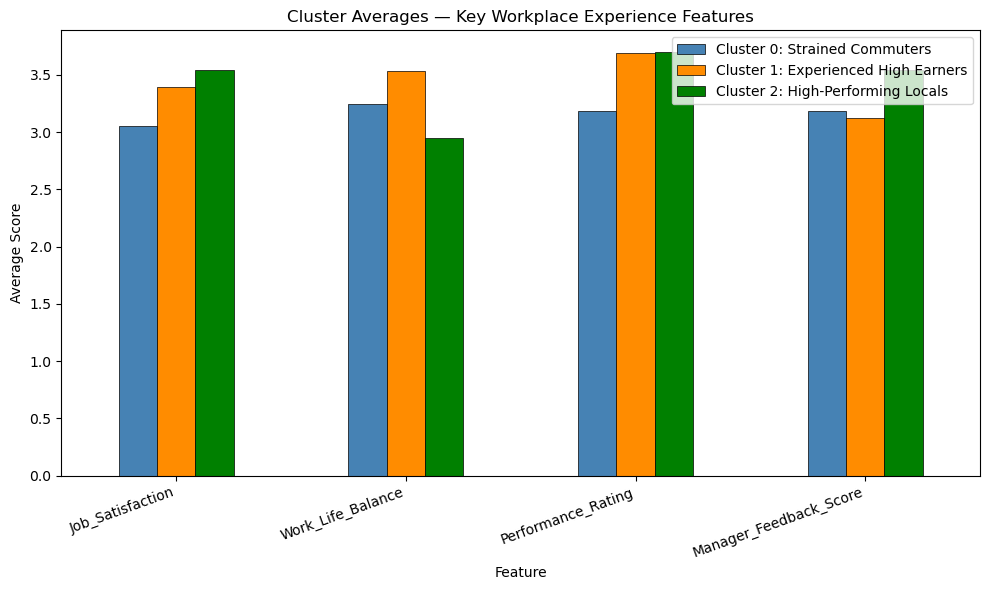 Cluster Averages — Key Workplace Experience Features
Cluster 0: Strained Commuters
Cluster 1: Experienced High Earners
Cluster 2: High-Performing Locals
Average Score
3.5
3.0
2.5
2.0
1.5
1.0
0.5
0.0
Job_Satisfaction
Work_Life_Balance
Performance_Rating
Manager_Feedback_Score
Feature